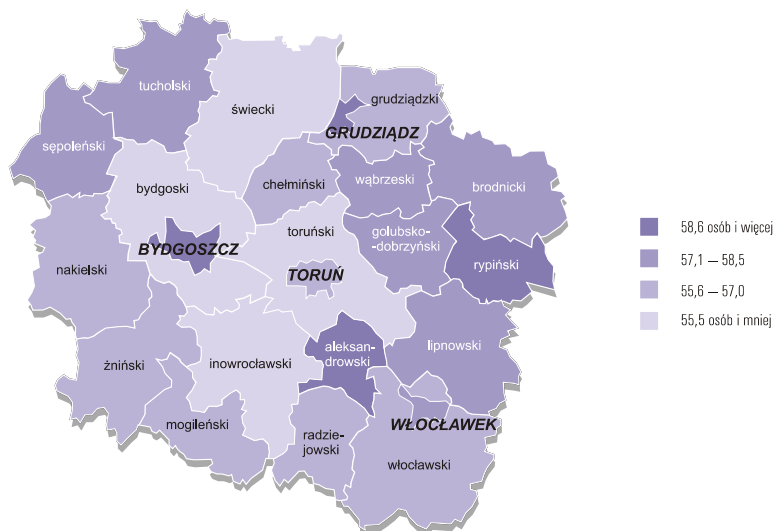 tucholski
świecki
grudziądzki
GRUDZIĄDZ
sępoleński
bydgoski
chełmiński
wąbrzeski
brodnicki
58,6 osób i więcej
57,1 – 58,5
55,6 – 57,0
55,5 osób i mniej
toruński
golubsko-
-dobrzyński
BYDGOSZCZ
nakielski
TORUŃ
rypiński
żniński
inowrocławski
aleksan-
drowski
lipnowski
mogileński
radzie-
jowski
WŁOCŁAWEK
włocławski